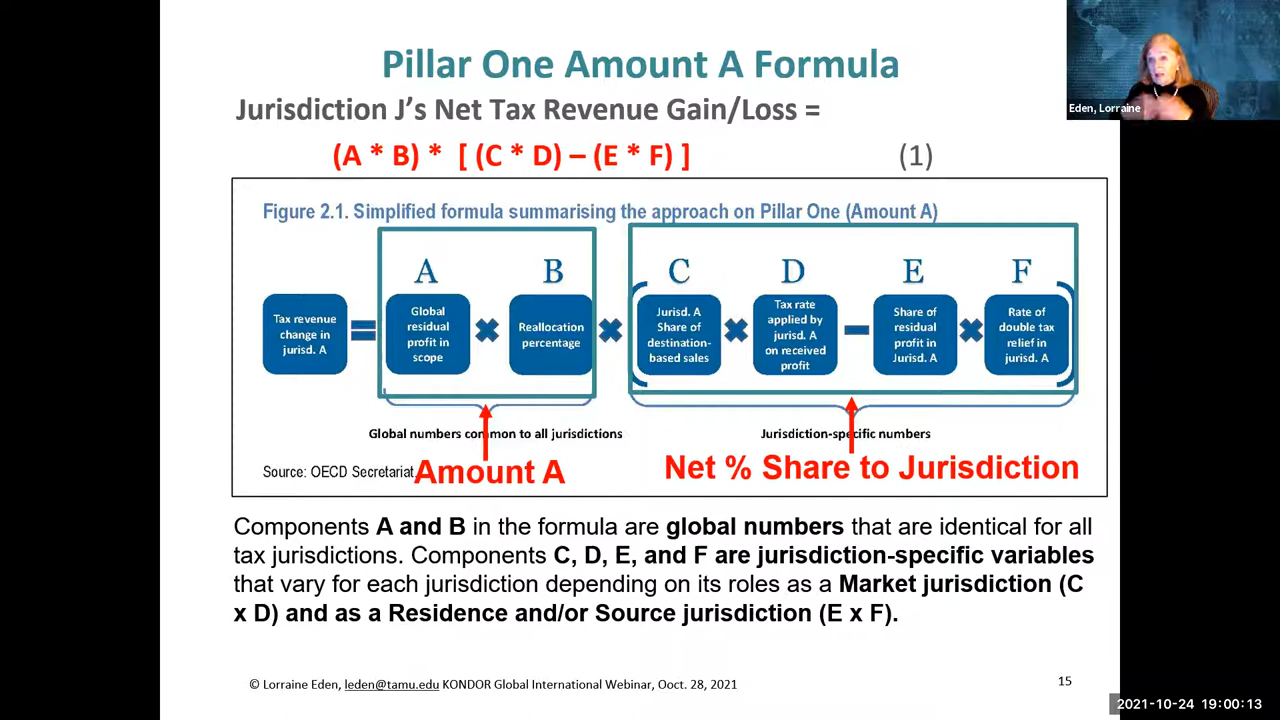 Pillar One Amount A Formula
Eden, Lorraine
Jurisdiction J's Net Tax Revenue Gain/Loss =
(A * B) * [ (C * D) – (E * F) ] (1)
Figure 2.1. Simplified formula summarising the approach on Pillar One (Amount A)
A B C D E F
Tax revenue
change in
jurisd. A
=
Global
residual
profit in
scope
×
Reallocation
percentage
×
(
Jurisd. A
Share of
destination-
based sales
×
Tax rate
applied by
jurisd. A
on received
profit
–
Share of
residual
profit in
Jurisd. A
×
Rate of
double tax
relief in
jurisd. A
)
Global numbers common to all jurisdictions
Jurisdiction-specific numbers
Source: OECD Secretariat.
Amount A
Net % Share to Jurisdiction
Components A and B in the formula are global numbers that are identical for all
tax jurisdictions. Components C, D, E, and F are jurisdiction-specific variables
that vary for each jurisdiction depending on its roles as a Market jurisdiction (C
x D) and as a Residence and/or Source jurisdiction (E x F).
© Lorraine Eden, leden@tamu.edu KONDOR Global International Webinar, Ooct. 28, 2021
15
2021-10-24 19:00:13